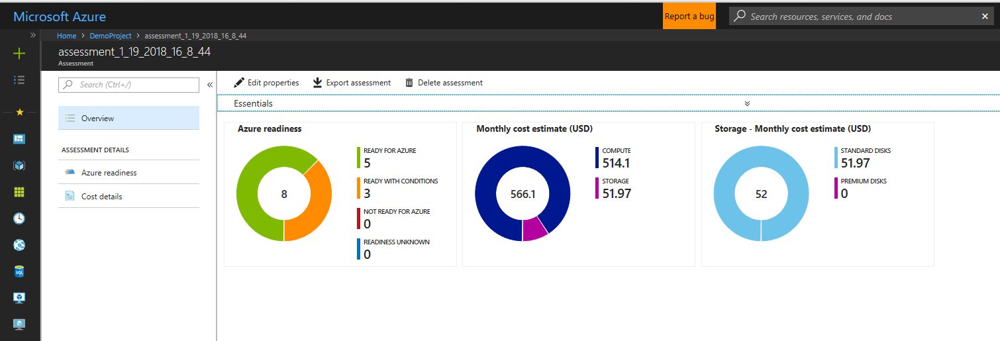 Microsoft Azure
Report a bug
Search resources, services, and docs
Home > DemoProject > assessment_1_19_2018_16_8_44
assessment_1_19_2018_16_8_44
Assessment
Search (Ctrl+/)
Overview
ASSESSMENT DETAILS
Azure readiness
Cost details
Edit properties
Export assessment
Delete assessment
Essentials
Azure readiness
8
READY FOR AZURE
5
READY WITH CONDITIONS
3
NOT READY FOR AZURE
0
READINESS UNKNOWN
0
Monthly cost estimate (USD)
566.1
COMPUTE
514.1
STORAGE
51.97
Storage - Monthly cost estimate (USD)
52
STANDARD DISKS
51.97
PREMIUM DISKS
0
SQL